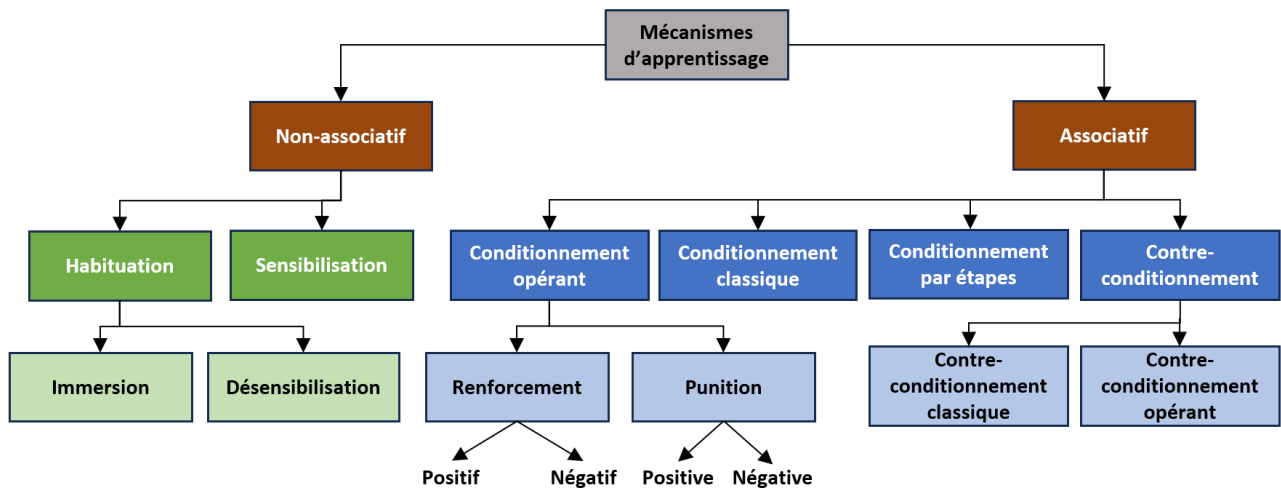 Mécanismes
d’apprentissage
Non-associatif
Associatif
Habituation
Sensibilisation
Conditionnement
opérant
Conditionnement
classique
Conditionnement
par étapes
Contre-
conditionnement
Immersion
Désensibilisation
Renforcement
Punition
Contre-
conditionnement
classique
Contre-
conditionnement
opérant
Positif
Négatif
Positive
Négative